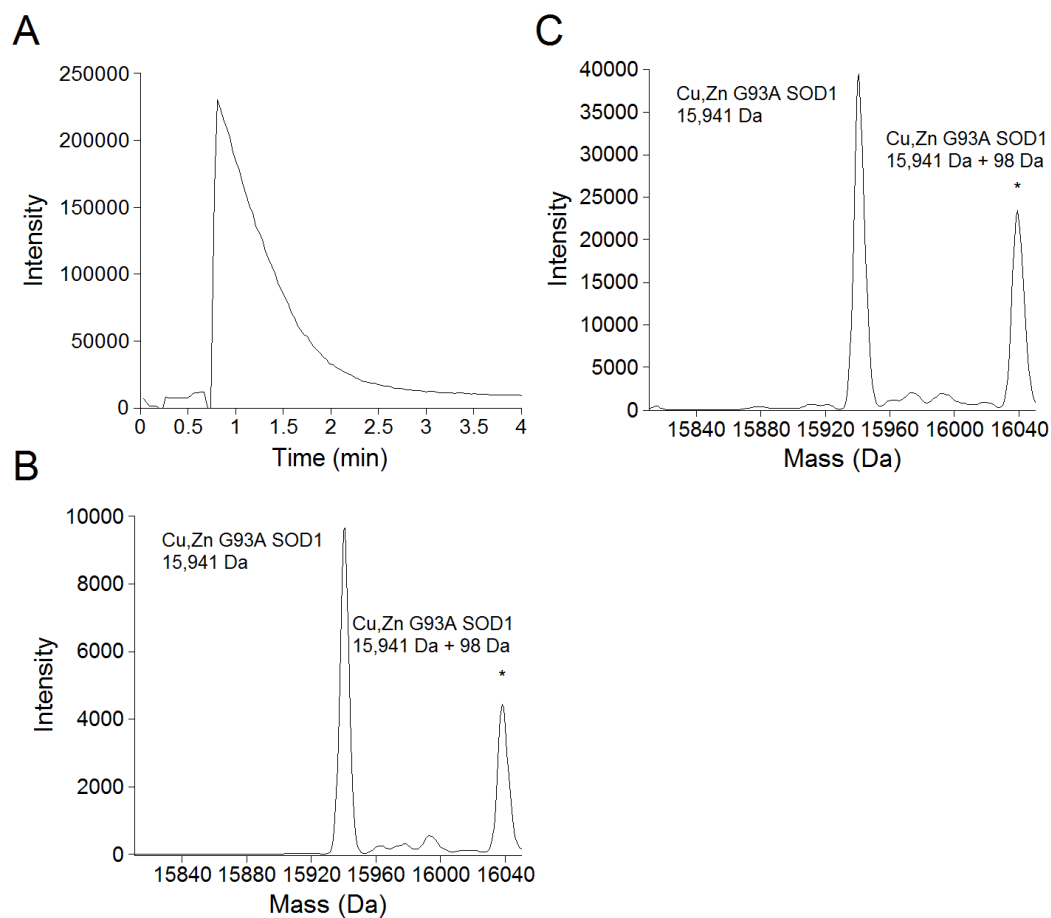 A
250000
200000
150000
100000
50000
0
Intensity
0 0.5 1 1.5 2 2.5 3 3.5 4
Time (min)
C
40000
35000
30000
25000
20000
15000
10000
5000
0
Intensity
Cu,Zn G93A SOD1
15,941 Da
Cu,Zn G93A SOD1
15,941 Da + 98 Da
*
15840 15880 15920 15960 16000 16040
Mass (Da)
B
10000
8000
6000
4000
2000
0
Intensity
Cu,Zn G93A SOD1
15,941 Da
Cu,Zn G93A SOD1
15,941 Da + 98 Da
*
15840 15880 15920 15960 16000 16040
Mass (Da)